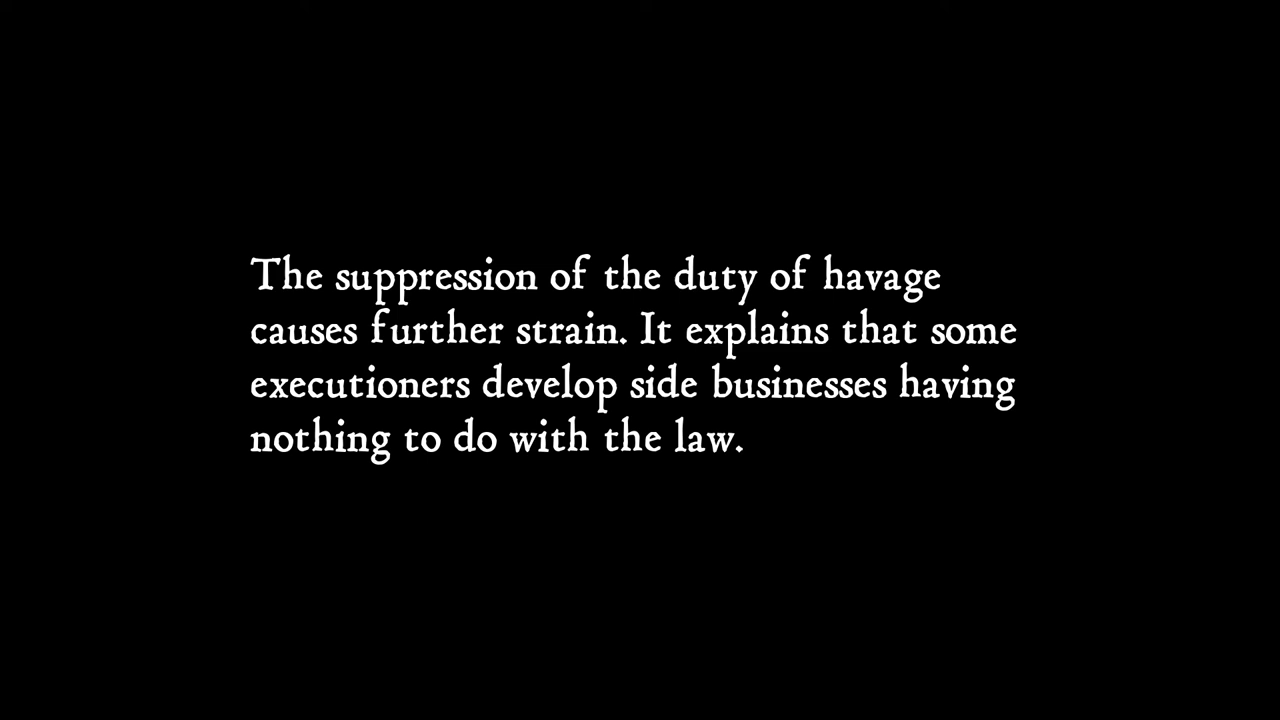 The suppression of the duty of havage
causes further strain. It explains that some
executioners develop side businesses having
nothing to do with the law.